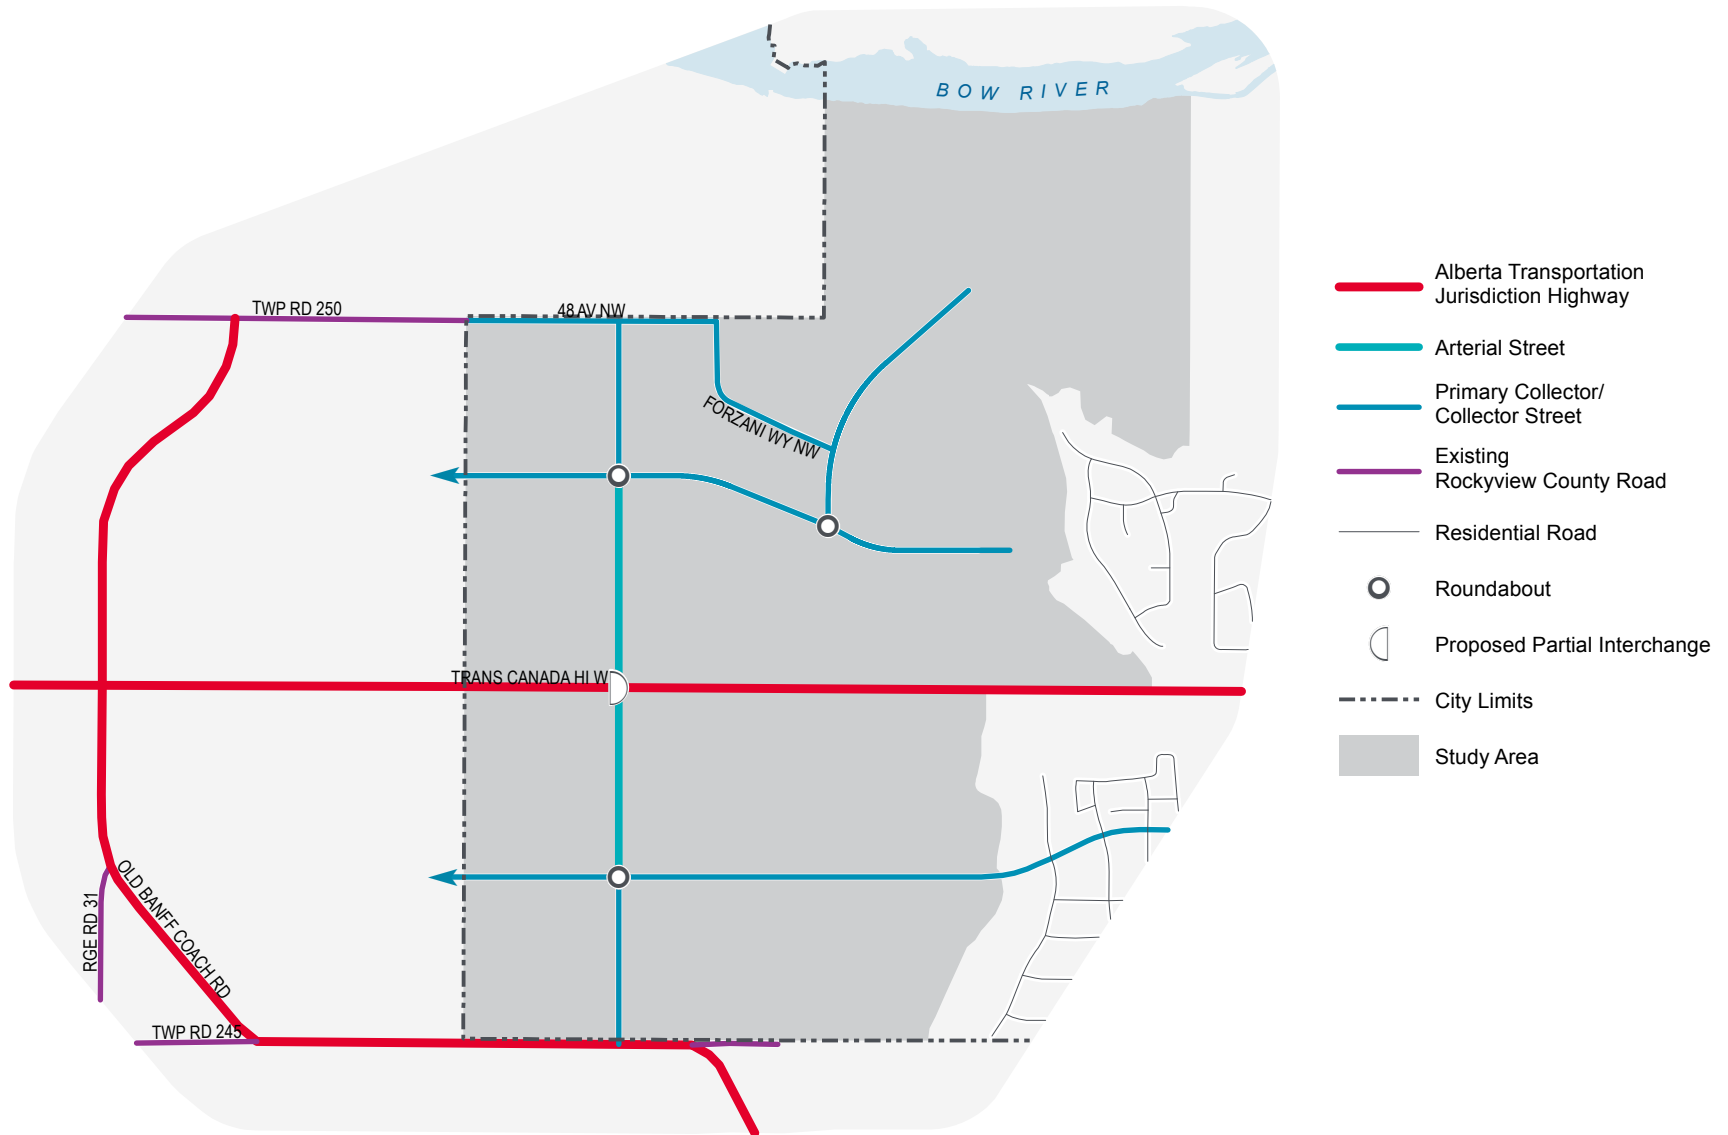 BOW RIVER
TWP RD 250
48 AV NW
FORZANI WY NW
TRANS CANADA HI W
OLD BANFF COACH RD
RGE RD 31
TWP RD 245
Alberta Transportation
Jurisdiction Highway
Arterial Street
Primary Collector/
Collector Street
Existing
Rockyview County Road
Residential Road
Roundabout
Proposed Partial Interchange
City Limits
Study Area